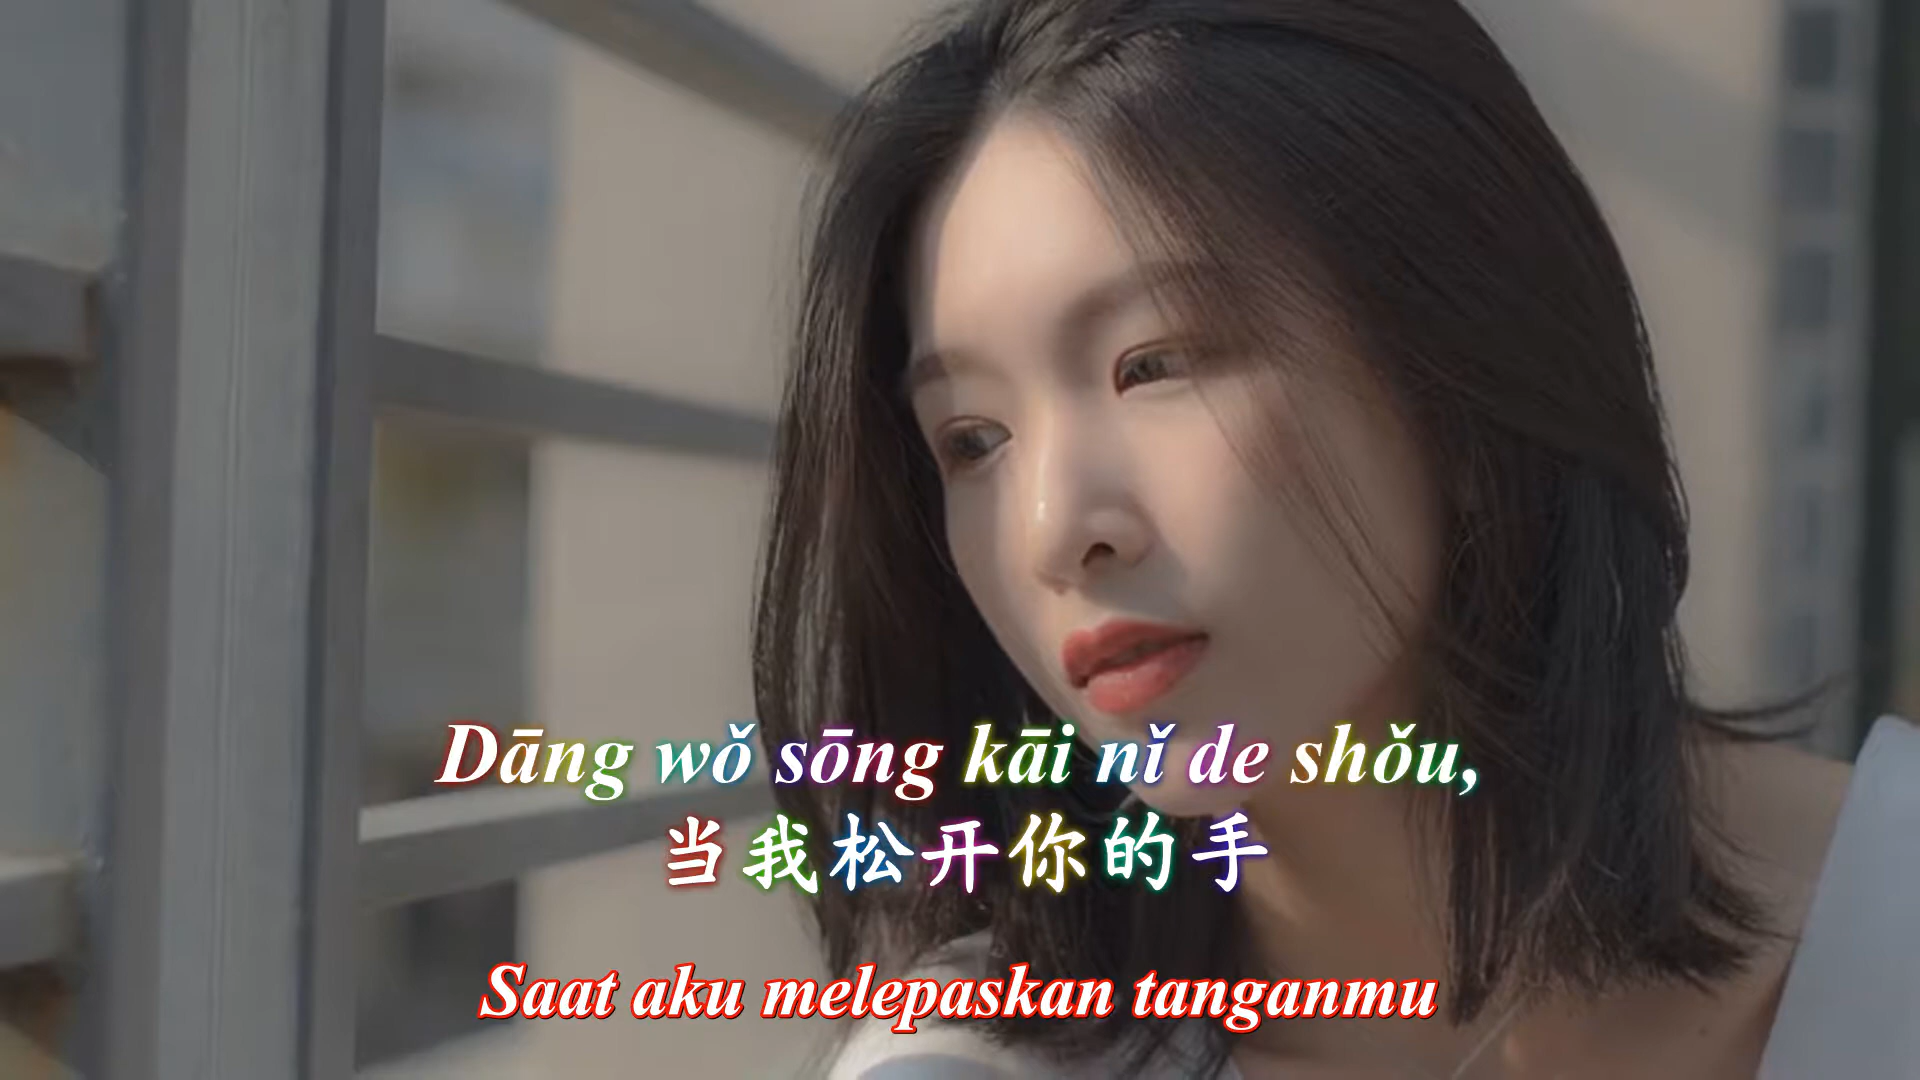 Dāng wǒ sōng kāi nǐ de shǒu,
当我松开你的手
Saat aku melepaskan tanganmu